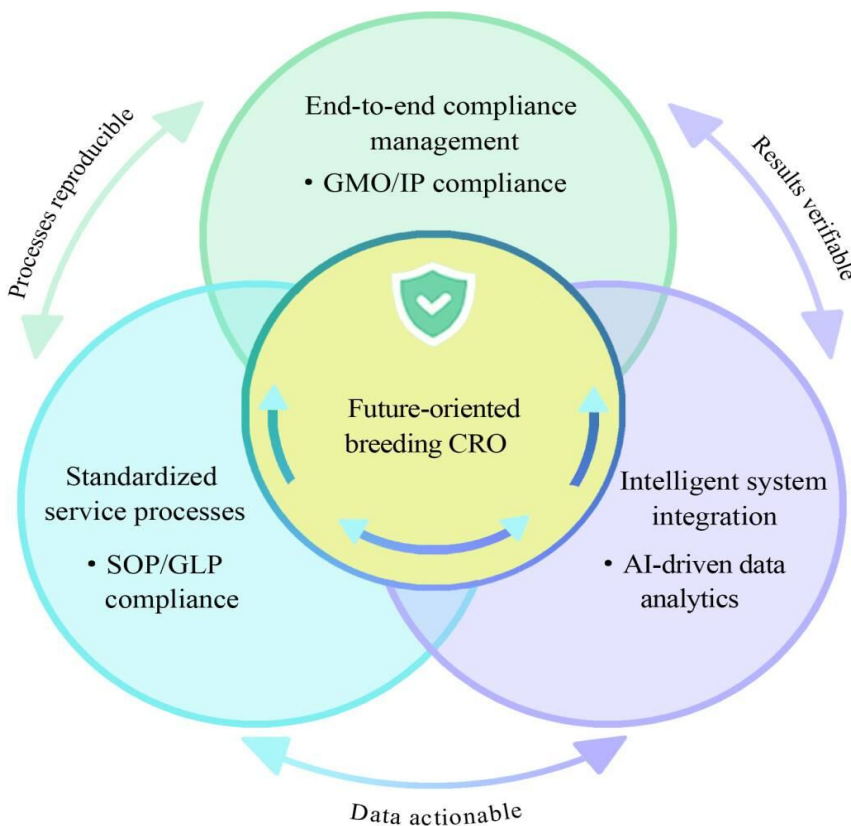 End-to-end compliance
management
• GMO/IP compliance
Processes reproducible
Results verifiable
Future-oriented
breeding CRO
Standardized
service processes
• SOP/GLP
compliance
Intelligent system
integration
• AI-driven data
analytics
Data actionable